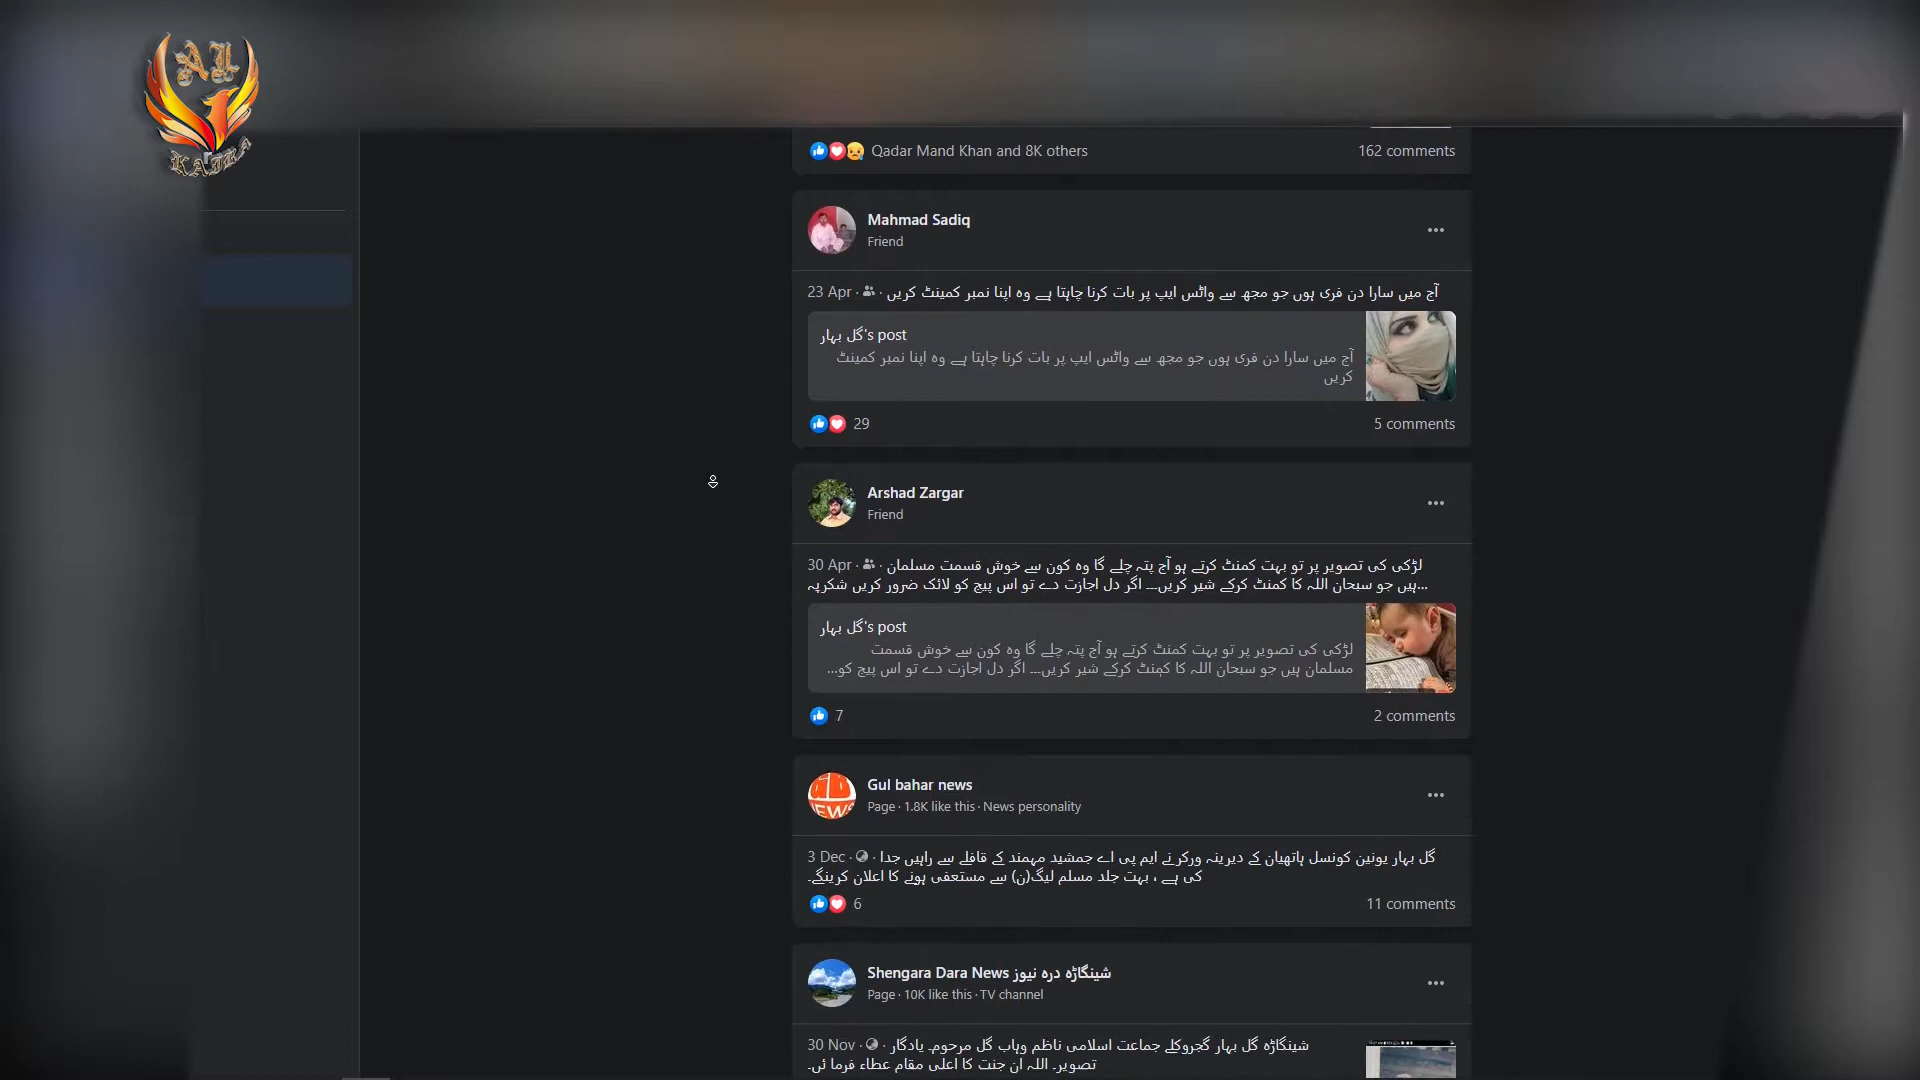 AL
KAJKA
Qadar Mand Khan and 8K others
162 comments
Mahmad Sadiq
Friend
23 Apr · آج میں سارا دن فری ہوں جو مجھ سے واٹس ایپ پر بات کرنا چاہتا ہے وہ اپنا نمبر کمینٹ کریں
گل بہار's post
آج میں سارا دن فری ہوں جو مجھ سے واٹس ایپ پر بات کرنا چاہتا ہے وہ اپنا نمبر کمینٹ
کریں
29
5 comments
Arshad Zargar
Friend
30 Apr · لڑکی کی تصویر پر تو بہت کمنٹ کرتے ہو آج پتہ چلے گا وہ کون سے خوش قسمت مسلمان
ہیں جو سبحان اللہ کا کمنٹ کرکے شیر کریں۔۔۔ اگر دل اجازت دے تو اس پیج کو لائک ضرور کریں شکریہ...
گل بہار's post
لڑکی کی تصویر پر تو بہت کمنٹ کرتے ہو آج پتہ چلے گا وہ کون سے خوش قسمت
مسلمان ہیں جو سبحان اللہ کا کمنٹ کرکے شیر کریں۔۔۔ اگر دل اجازت دے تو اس پیج کو...
7
2 comments
Gul bahar news
Page · 1.8K like this · News personality
3 Dec · گل بہار یونین کونسل ہاتھیان کے دیرینہ ورکر نے ایم پی اے جمشید مہمند کے قافلے سے راہیں جدا
کی ہے ، بہت جلد مسلم لیگ(ن) سے مستعفی ہونے کا اعلان کرینگے۔
6
11 comments
Shengara Dara News شینگاڑہ درہ نیوز
Page · 10K like this · TV channel
30 Nov · شینگاڑہ گل بہار گجروکلے جماعت اسلامی ناظم وہاب گل مرحوم۔ یادگار
تصویر۔ اللہ ان جنت کا اعلی مقام عطاء فرما ئں۔